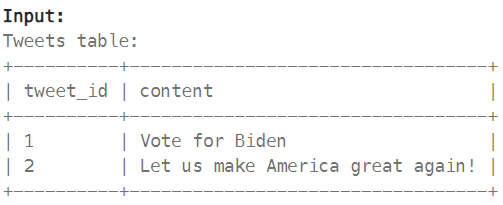 Input:
Tweets table:
+----------+----------------------------------+
| tweet_id | content                          |
+----------+----------------------------------+
| 1        | Vote for Biden                   |
| 2        | Let us make America great again! |
+----------+----------------------------------+